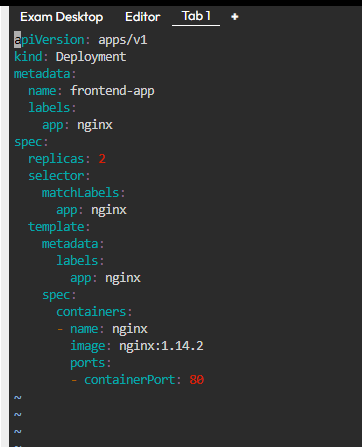 Exam Desktop Editor Tab 1 +
apiVersion: apps/v1
kind: Deployment
metadata:
  name: frontend-app
  labels:
    app: nginx
spec:
  replicas: 2
  selector:
    matchLabels:
      app: nginx
  template:
    metadata:
      labels:
        app: nginx
    spec:
      containers:
      - name: nginx
        image: nginx:1.14.2
        ports:
        - containerPort: 80
~
~
~
~